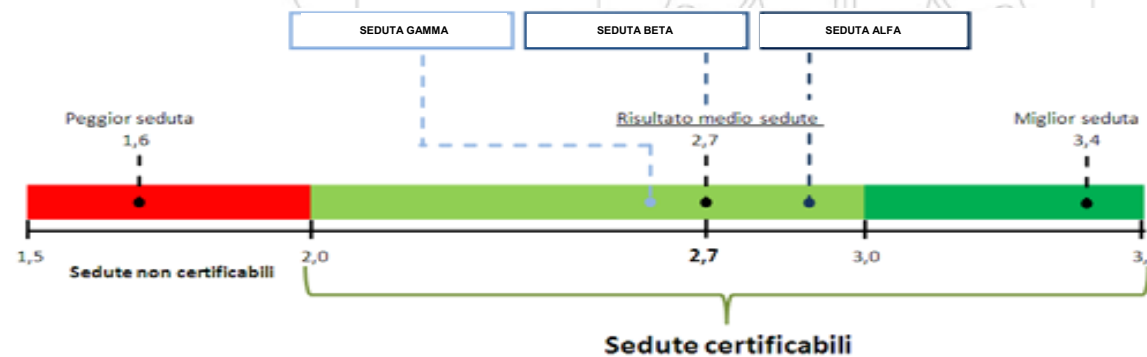 SEDUTA GAMMA SEDUTA BETA SEDUTA ALFA
Peggior seduta Risultato medio sedute Miglior seduta
1,6 2,7 3,4
1,5 2,0 2,7 3,0 3,
Sedute non certificabili
Sedute certificabili